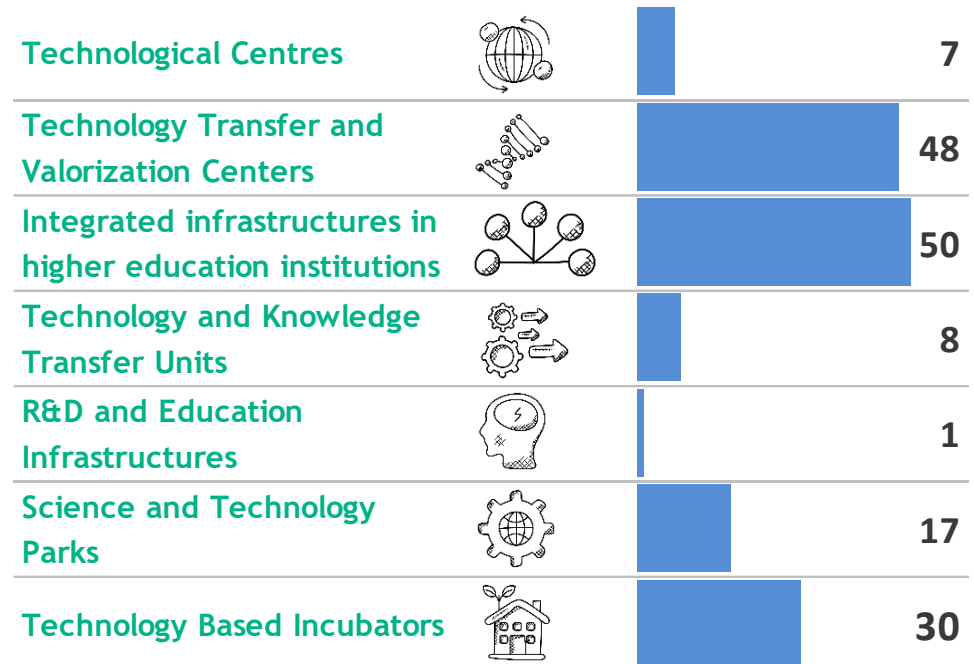 Technological Centres
7
Technology Transfer and
Valorization Centers
48
Integrated infrastructures in
higher education institutions
50
Technology and Knowledge
Transfer Units
8
R&D and Education
Infrastructures
1
Science and Technology
Parks
17
Technology Based Incubators
30